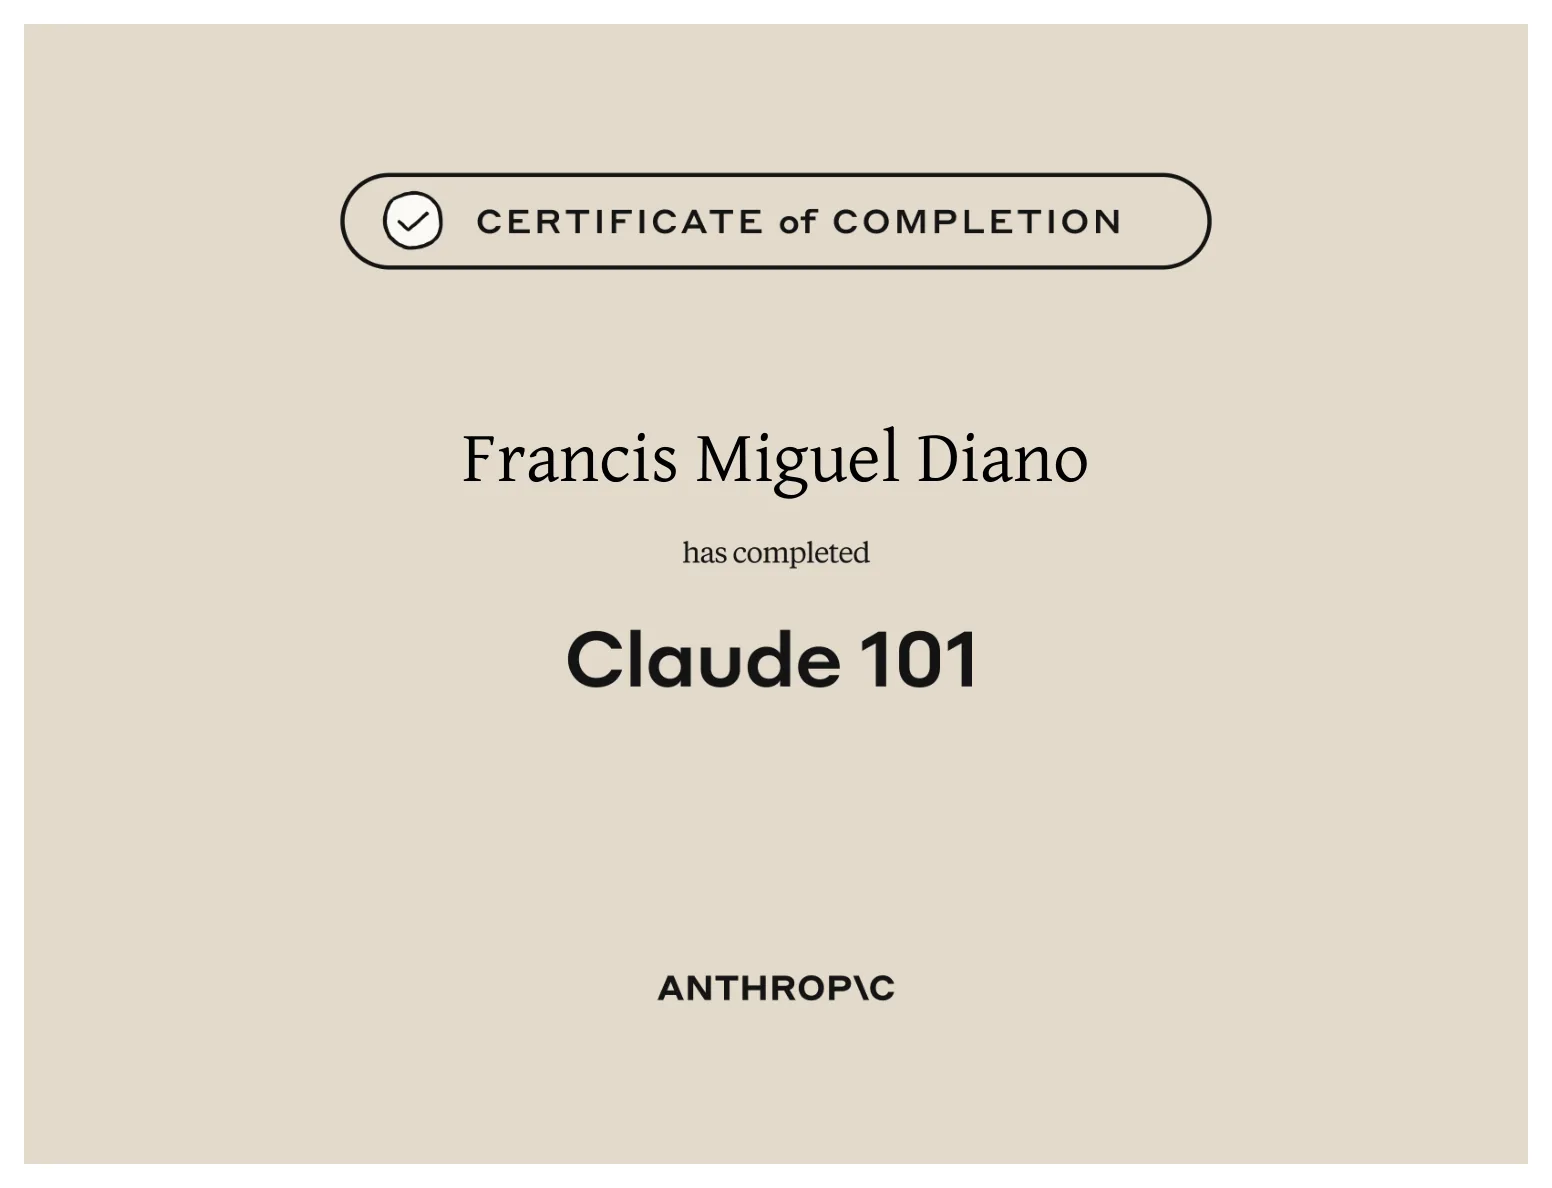 CERTIFICATE of COMPLETION
Francis Miguel Diano
has completed
Claude 101
ANTHROP\C